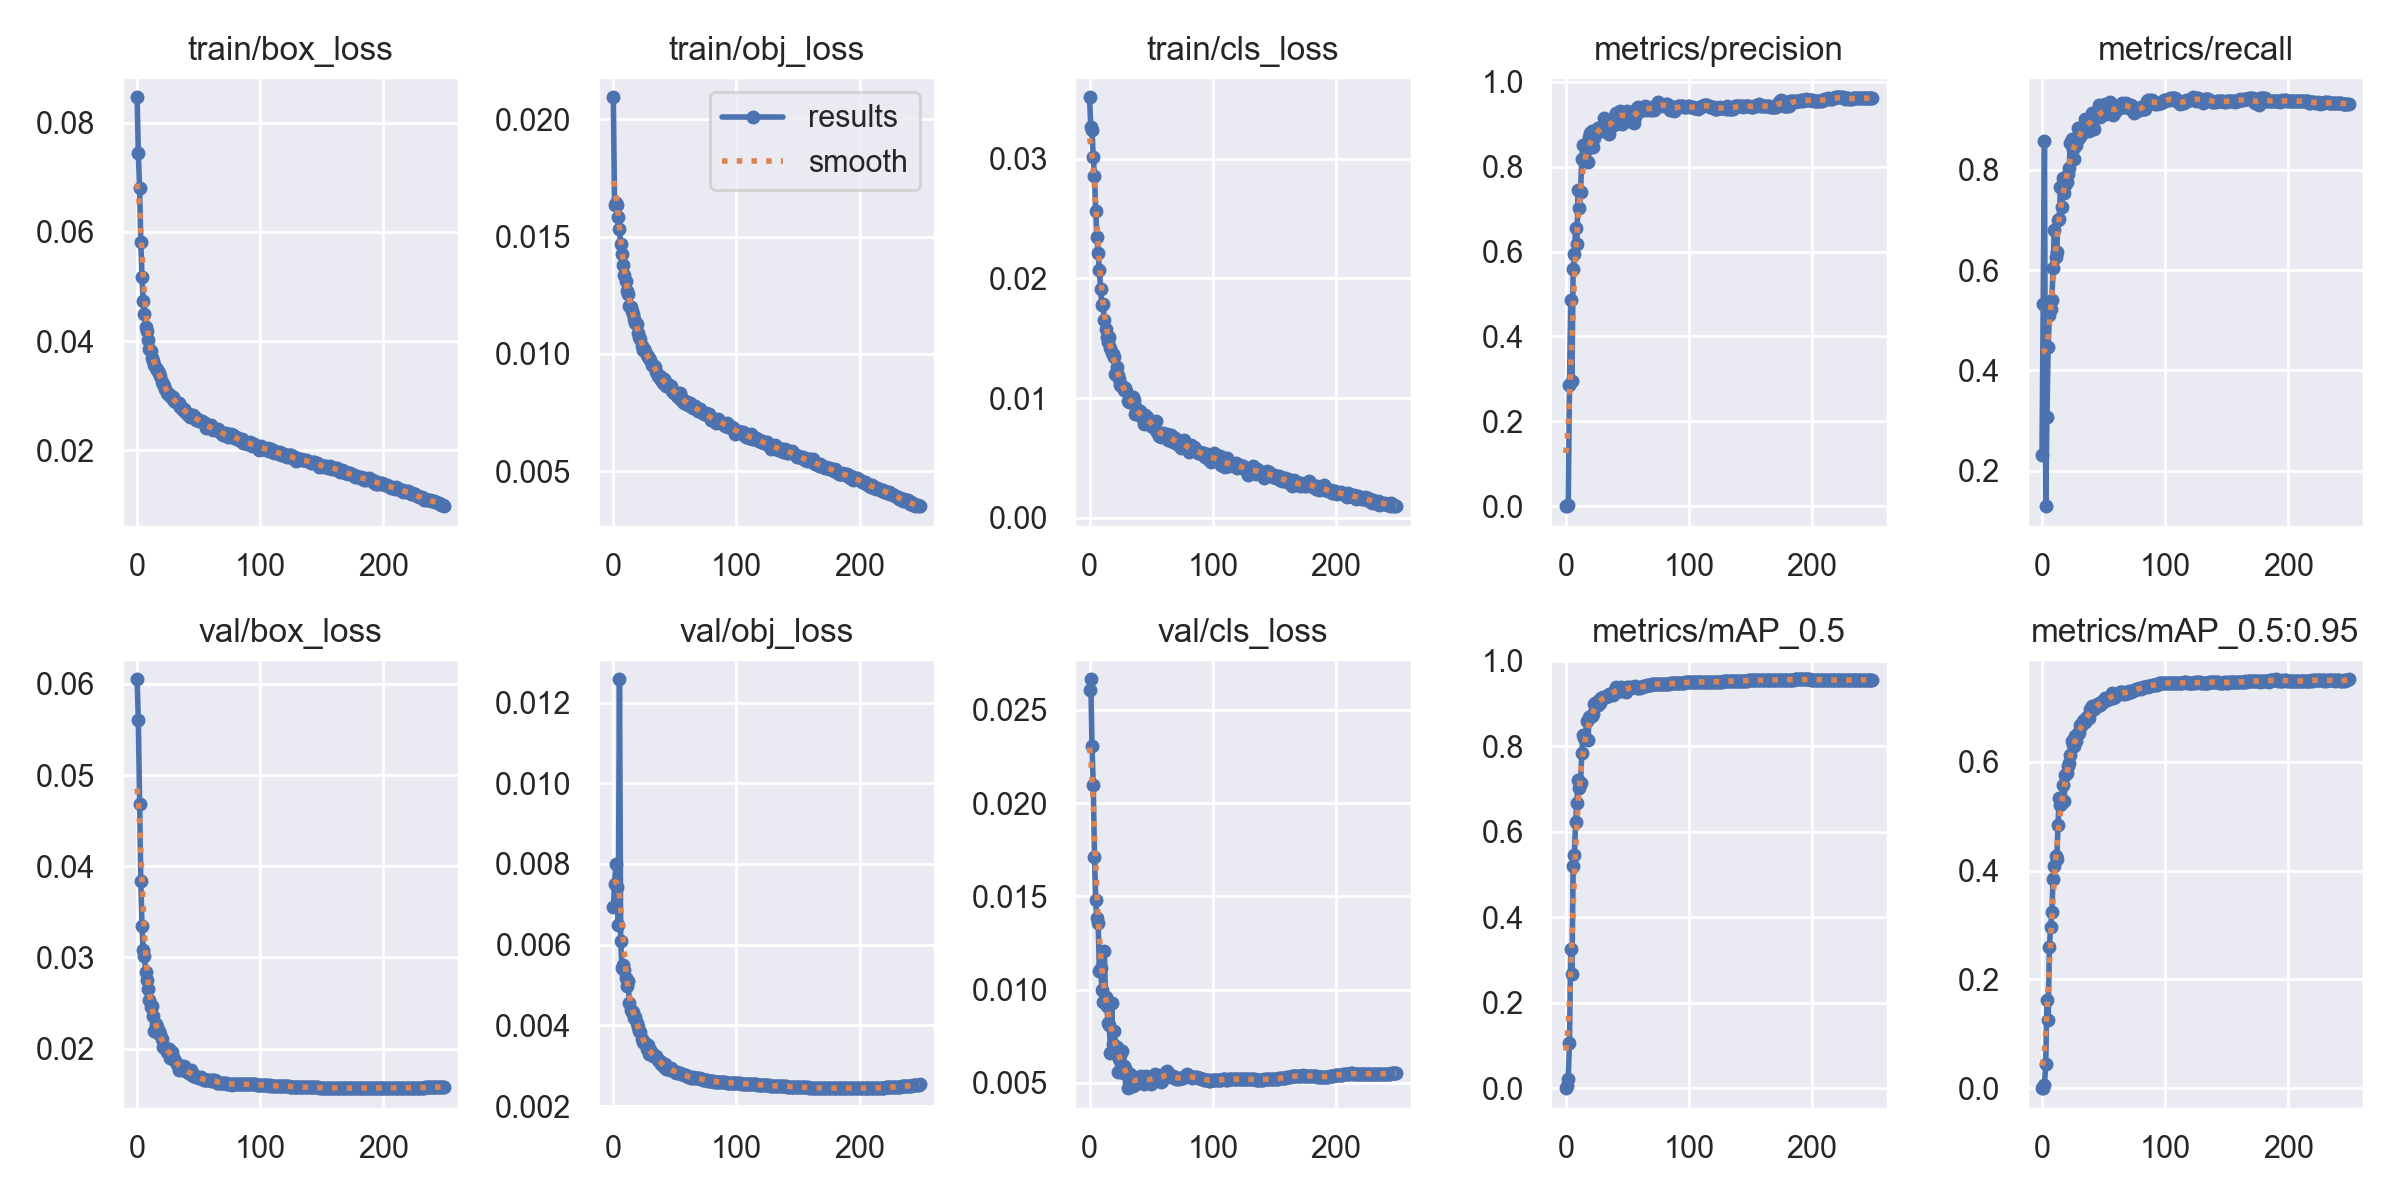 train/box_loss
train/obj_loss
train/cls_loss
metrics/precision
metrics/recall
0.08
0.06
0.04
0.02
0 100 200
0.020
0.015
0.010
0.005
results
smooth
0 100 200
0.03
0.02
0.01
0.00
0 100 200
1.0
0.8
0.6
0.4
0.2
0.0
0 100 200
0.8
0.6
0.4
0.2
0 100 200
val/box_loss
val/obj_loss
val/cls_loss
metrics/mAP_0.5
metrics/mAP_0.5:0.95
0.06
0.05
0.04
0.03
0.02
0 100 200
0.012
0.010
0.008
0.006
0.004
0.002
0 100 200
0.025
0.020
0.015
0.010
0.005
0 100 200
1.0
0.8
0.6
0.4
0.2
0.0
0 100 200
0.6
0.4
0.2
0.0
0 100 200